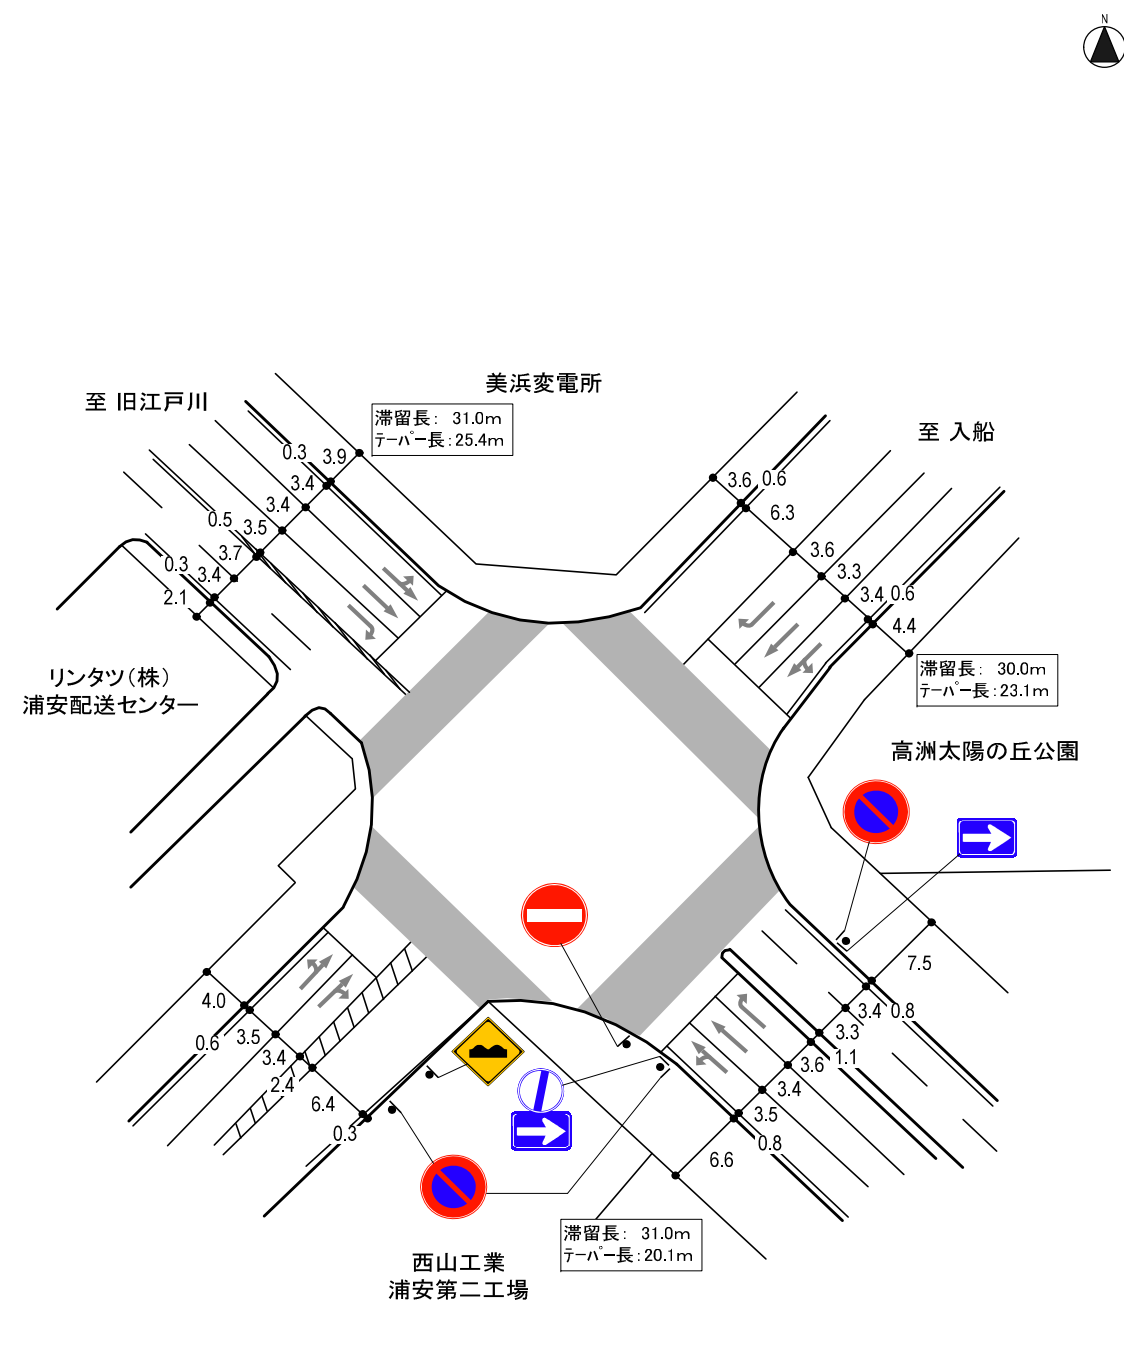 N
美浜変電所
至 旧江戸川
滞留長： 31.0m
テーパー長：25.4m
至 入船
0.3
3.9
3.4
3.4
3.5
0.5
3.7
0.3
3.4
2.1
3.6
0.6
6.3
3.6
3.3
3.4
0.6
4.4
滞留長： 30.0m
テーパー長：23.1m
リンタツ（株）
浦安配送センター
高洲太陽の丘公園
7.5
0.8
3.4
3.3
1.1
3.6
3.4
3.5
0.8
6.6
4.0
0.6
3.5
3.4
2.4
6.4
0.3
滞留長： 31.0m
テーパー長：20.1m
西山工業
浦安第二工場